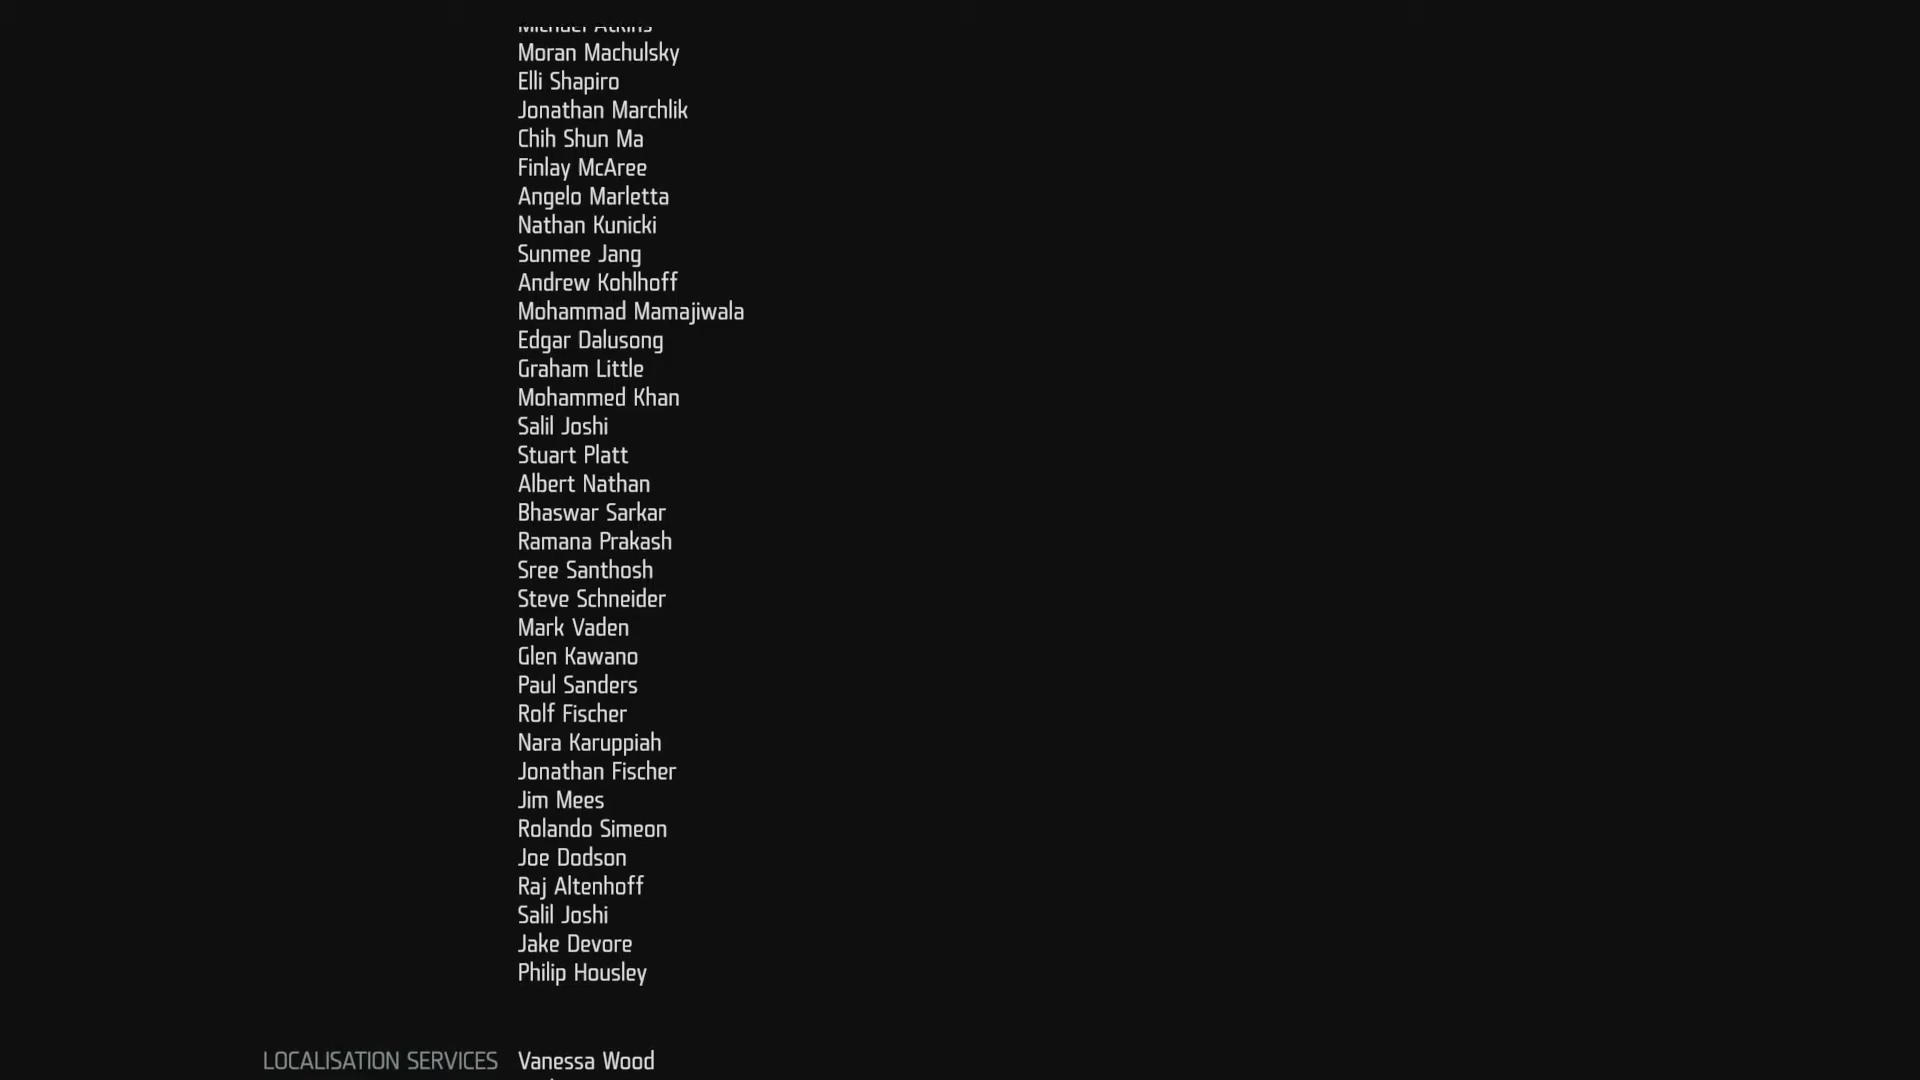 Michael Atkins
Moran Machulsky
Elli Shapiro
Jonathan Marchlik
Chih Shun Ma
Finlay McAree
Angelo Marletta
Nathan Kunicki
Sunmee Jang
Andrew Kohlhoff
Mohammad Mamajiwala
Edgar Dalusong
Graham Little
Mohammed Khan
Salil Joshi
Stuart Platt
Albert Nathan
Bhaswar Sarkar
Ramana Prakash
Sree Santhosh
Steve Schneider
Mark Vaden
Glen Kawano
Paul Sanders
Rolf Fischer
Nara Karuppiah
Jonathan Fischer
Jim Mees
Rolando Simeon
Joe Dodson
Raj Altenhoff
Salil Joshi
Jake Devore
Philip Housley
LOCALISATION SERVICES Vanessa Wood